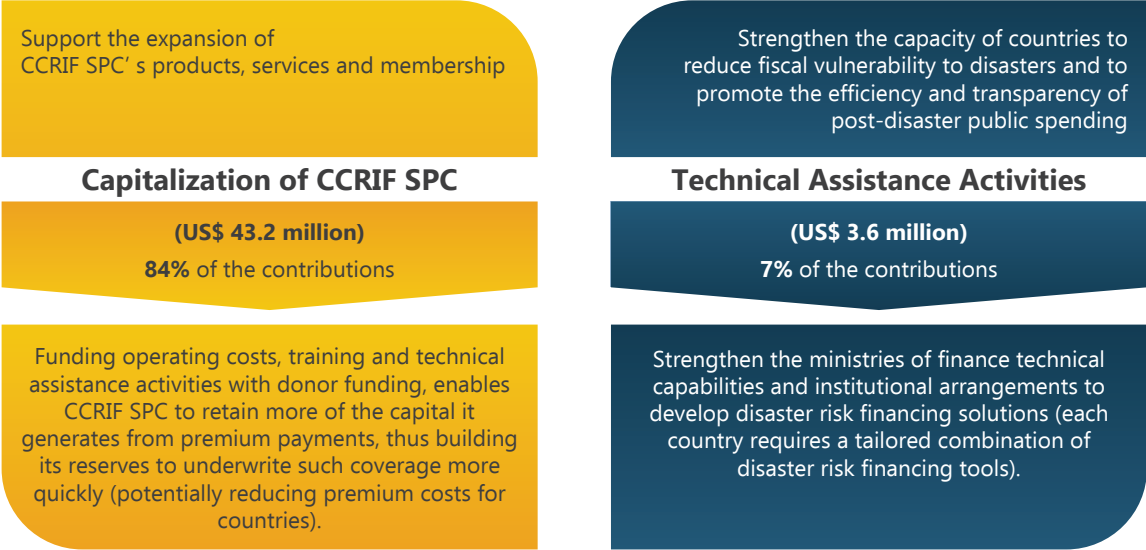 Support the expansion of
CCRIF SPC’ s products, services and membership
Capitalization of CCRIF SPC
(US$ 43.2 million)
84% of the contributions
Funding operating costs, training and technical
assistance activities with donor funding, enables
CCRIF SPC to retain more of the capital it
generates from premium payments, thus building
its reserves to underwrite such coverage more
quickly (potentially reducing premium costs for
countries).
Strengthen the capacity of countries to
reduce fiscal vulnerability to disasters and to
promote the efficiency and transparency of
post-disaster public spending
Technical Assistance Activities
(US$ 3.6 million)
7% of the contributions
Strengthen the ministries of finance technical
capabilities and institutional arrangements to
develop disaster risk financing solutions (each
country requires a tailored combination of
disaster risk financing tools).